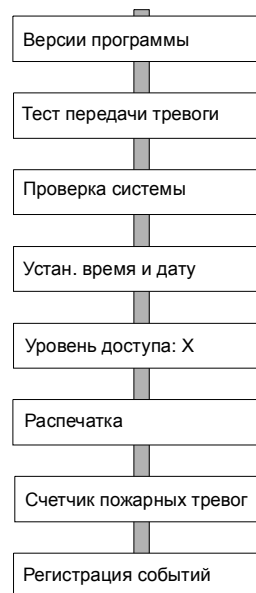 Версии программы
Тест передачи тревоги
Проверка системы
Устан. время и дату
Уровень доступа: X
Распечатка
Счетчик пожарных тревог
Регистрация событий